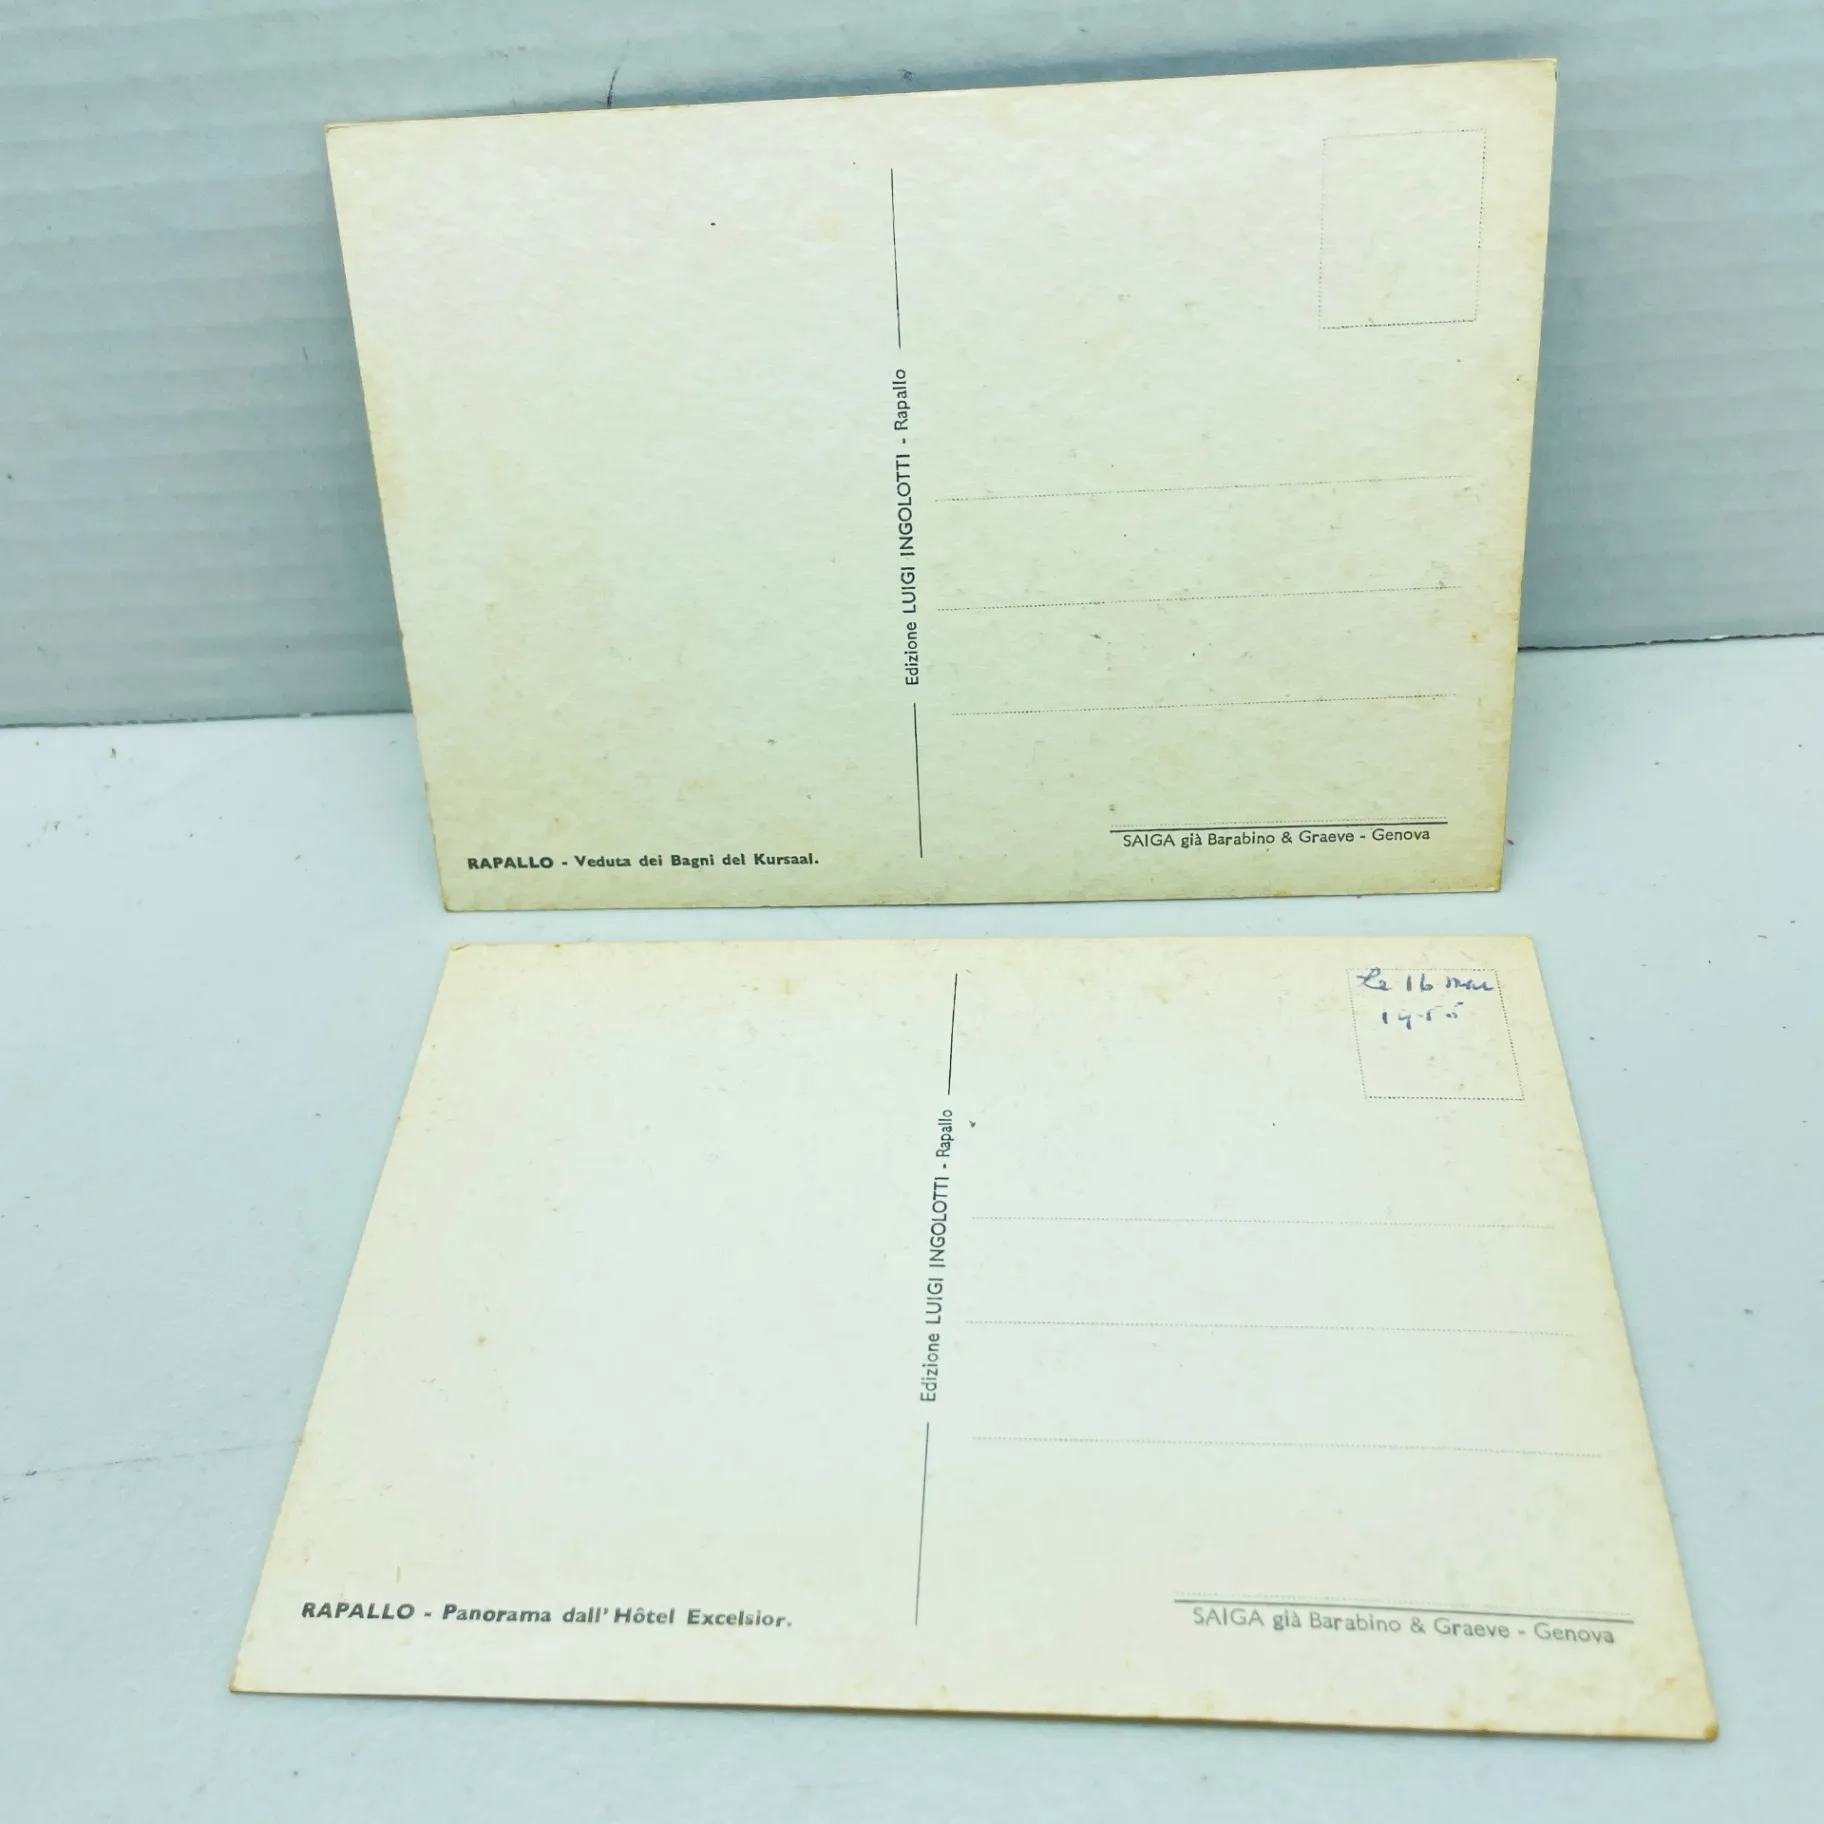 Edizione LUIGI INGOLOTTI - Rapallo
RAPALLO - Veduta dei Bagni del Kursaal.
SAIGA già Barabino & Graeve - Genova
Le 16
1955
Edizione LUIGI INGOLOTTI - Rapallo
RAPALLO - Panorama dall' Hôtel Excelsior.
SAIGA già Barabino & Graeve - Genova